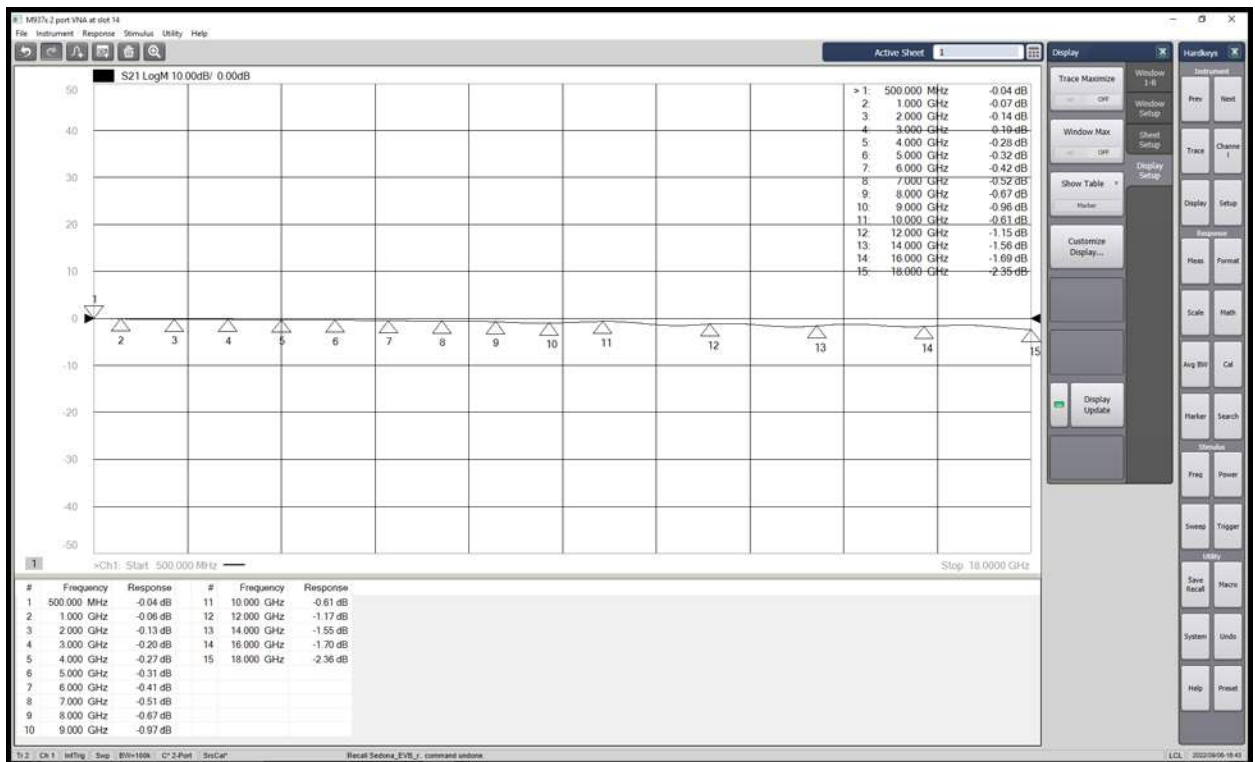 M937x 2 port VNA at slot 14
File Instrument Response Stimulus Utility Help
Active Sheet 1
S21 LogM 10.00dB/ 0.00dB
50
40
30
20
10
0
-10
-20
-30
-40
-50
> 1: 500.000 MHz -0.04 dB
2: 1.000 GHz -0.07 dB
3: 2.000 GHz -0.14 dB
4: 3.000 GHz -0.19 dB
5: 4.000 GHz -0.28 dB
6: 5.000 GHz -0.32 dB
7: 6.000 GHz -0.42 dB
8: 7.000 GHz -0.52 dB
9: 8.000 GHz -0.67 dB
10: 9.000 GHz -0.96 dB
11: 10.000 GHz -0.61 dB
12: 12.000 GHz -1.15 dB
13: 14.000 GHz -1.56 dB
14: 16.000 GHz -1.69 dB
15: 18.000 GHz -2.35 dB
1
2 3 4 5 6 7 8 9 10 11 12 13 14 15
1 >Ch1: Start 500.000 MHz Stop 18.0000 GHz
# Frequency Response # Frequency Response
1 500.000 MHz -0.04 dB 11 10.000 GHz -0.61 dB
2 1.000 GHz -0.06 dB 12 12.000 GHz -1.17 dB
3 2.000 GHz -0.13 dB 13 14.000 GHz -1.55 dB
4 3.000 GHz -0.20 dB 14 16.000 GHz -1.70 dB
5 4.000 GHz -0.27 dB 15 18.000 GHz -2.36 dB
6 5.000 GHz -0.31 dB
7 6.000 GHz -0.41 dB
8 7.000 GHz -0.51 dB
9 8.000 GHz -0.67 dB
10 9.000 GHz -0.97 dB
Tr 2 Ch 1 IntTrig Swp BW=100k C* 2-Port SrcCal* Recall Sedona_EVB_r.. command undone. LCL 2022/09/06-18:43
Display
Trace Maximize
OFF
Window Max
OFF
Show Table
Marker
Customize
Display...
Display
Update
Window
1-6
Window
Setup
Sheet
Setup
Display
Setup
Hardkeys
Instrument
Prev Next
Trace Channe
l
Display Setup
Response
Meas Format
Scale Math
Avg BW Cal
Marker Search
Stimulus
Freq Power
Sweep Trigger
Utility
Save
Recall Macro
System Undo
Help Preset